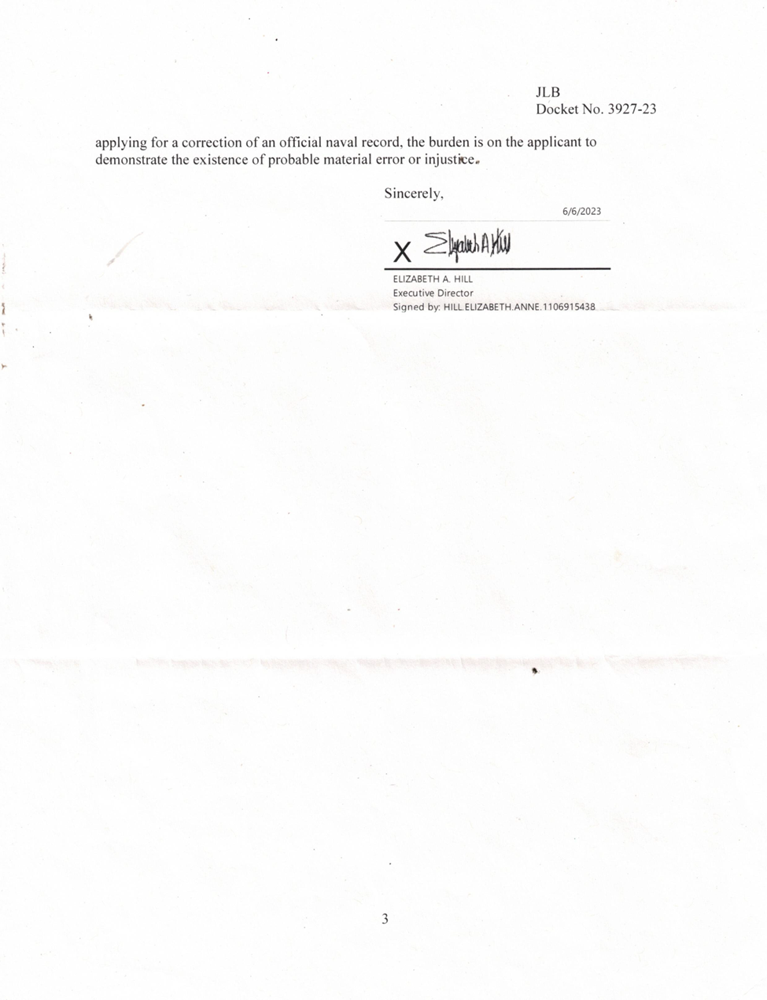 JLB
Docket No. 3927-23
applying for a correction of an official naval record, the burden is on the applicant to
demonstrate the existence of probable material error or injustice.
Sincerely,
6/6/2023
X Elizabeth A Hill
ELIZABETH A. HILL
Executive Director
Signed by: HILL.ELIZABETH.ANNE.1106915438
3